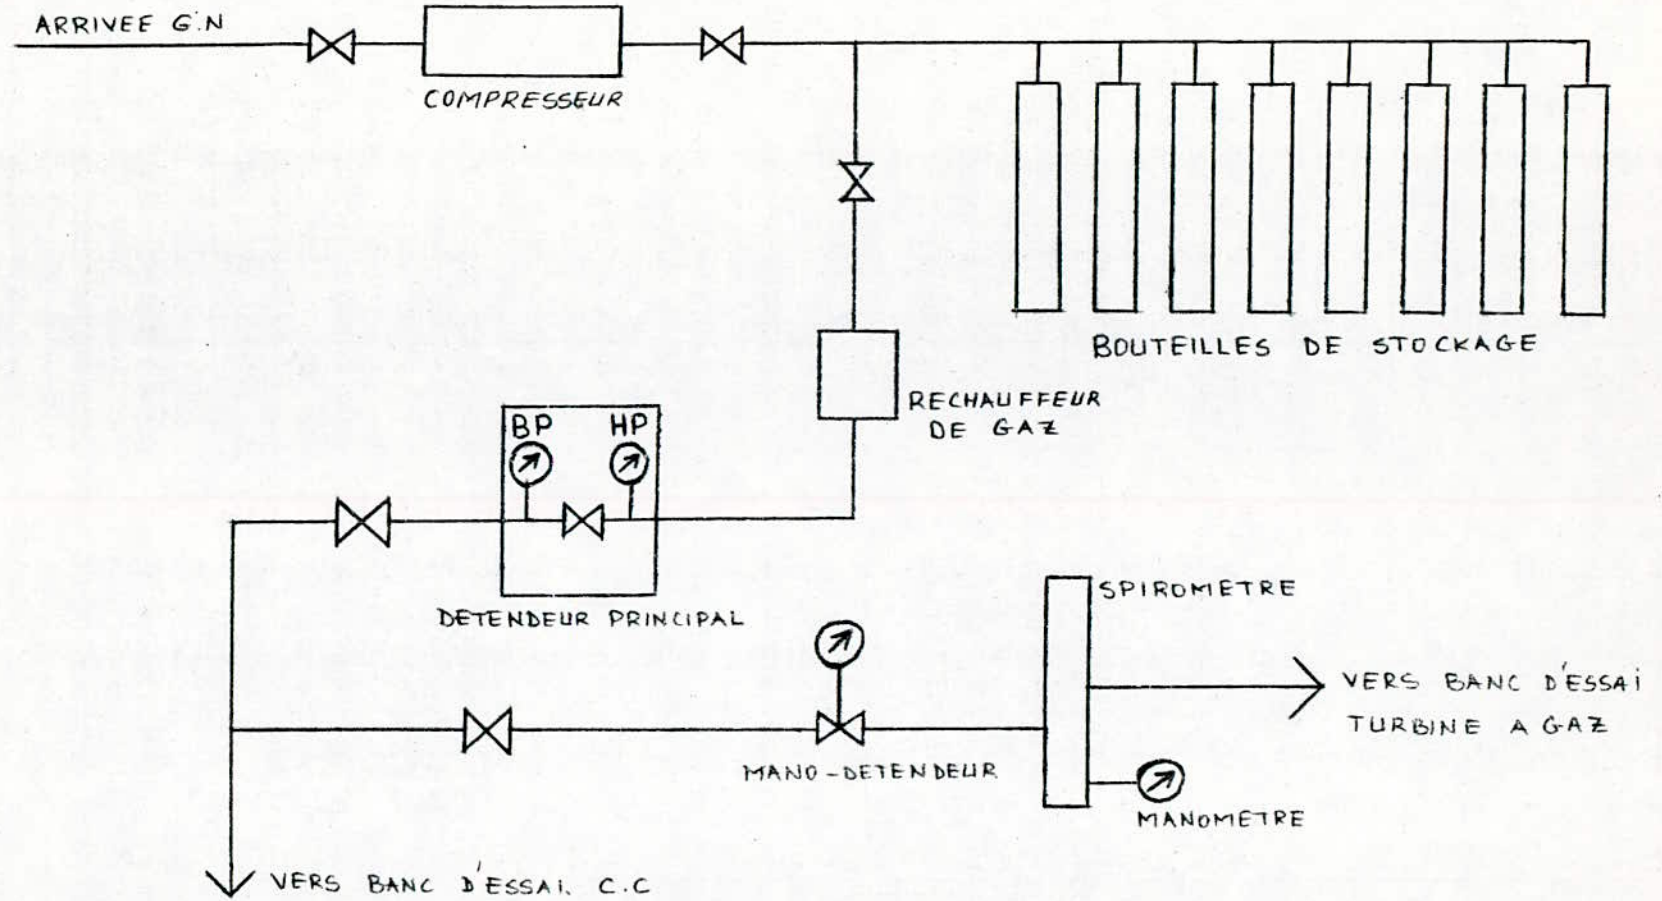 ARRIVEE G.N
COMPRESSEUR
BOUTEILLES DE STOCKAGE
RECHAUFFEUR
DE GAZ
BP HP
DETENDEUR PRINCIPAL
SPIROMETRE
VERS BANC D'ESSAI
TURBINE A GAZ
MANO-DETENDEUR
MANOMETRE
VERS BANC D'ESSAI. C.C